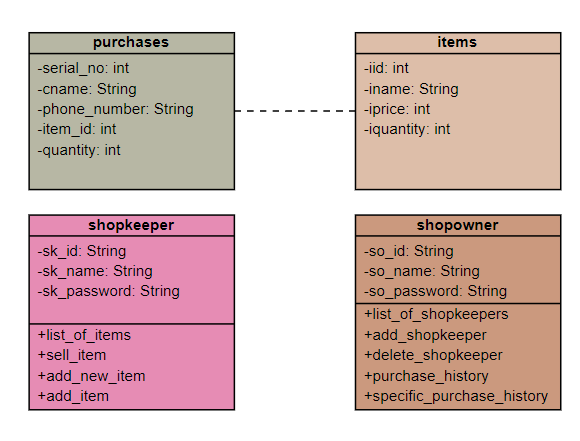 purchases
-serial_no: int
-cname: String
-phone_number: String
-item_id: int
-quantity: int
items
-iid: int
-iname: String
-iprice: int
-iquantity: int
shopkeeper
-sk_id: String
-sk_name: String
-sk_password: String
+list_of_items
+sell_item
+add_new_item
+add_item
shopowner
-so_id: String
-so_name: String
-so_password: String
+list_of_shopkeepers
+add_shopkeeper
+delete_shopkeeper
+purchase_history
+specific_purchase_history